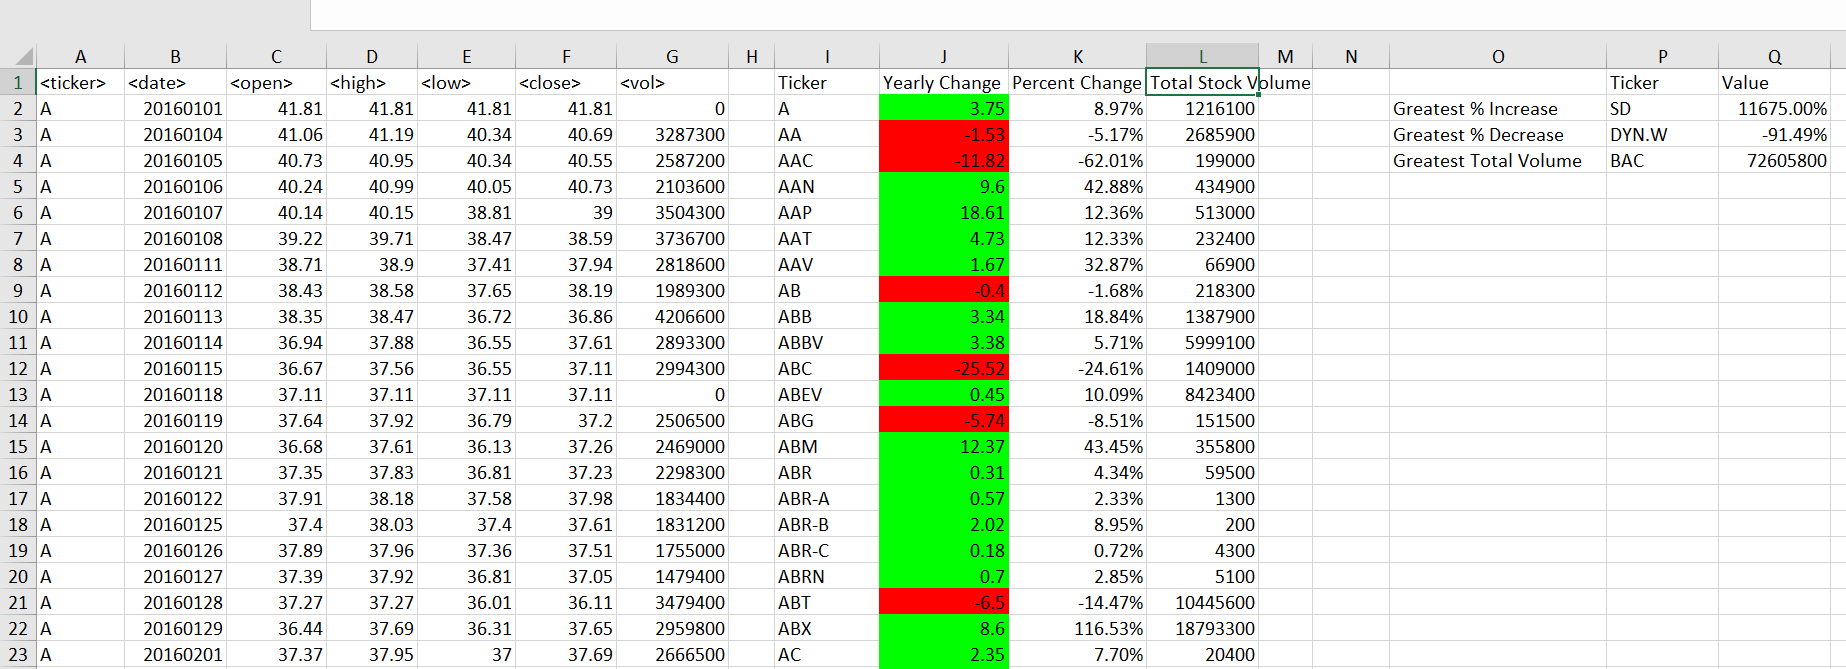 A B C D E F G H I J K L M N O P Q
1 <ticker> <date> <open> <high> <low> <close> <vol> Ticker Yearly Change Percent Change Total Stock Volume Ticker Value
2 A 20160101 41.81 41.81 41.81 41.81 0 A 3.75 8.97% 1216100 Greatest % Increase SD 11675.00%
3 A 20160104 41.06 41.19 40.34 40.69 3287300 AA -1.53 -5.17% 2685900 Greatest % Decrease DYN.W -91.49%
4 A 20160105 40.73 40.95 40.34 40.55 2587200 AAC -11.82 -62.01% 199000 Greatest Total Volume BAC 72605800
5 A 20160106 40.24 40.99 40.05 40.73 2103600 AAN 9.6 42.88% 434900
6 A 20160107 40.14 40.15 38.81 39 3504300 AAP 18.61 12.36% 513000
7 A 20160108 39.22 39.71 38.47 38.59 3736700 AAT 4.73 12.33% 232400
8 A 20160111 38.71 38.9 37.41 37.94 2818600 AAV 1.67 32.87% 66900
9 A 20160112 38.43 38.58 37.65 38.19 1989300 AB -0.4 -1.68% 218300
10 A 20160113 38.35 38.47 36.72 36.86 4206600 ABB 3.34 18.84% 1387900
11 A 20160114 36.94 37.88 36.55 37.61 2893300 ABBV 3.38 5.71% 5999100
12 A 20160115 36.67 37.56 36.55 37.11 2994300 ABC -25.52 -24.61% 1409000
13 A 20160118 37.11 37.11 37.11 37.11 0 ABEV 0.45 10.09% 8423400
14 A 20160119 37.64 37.92 36.79 37.2 2506500 ABG -5.74 -8.51% 151500
15 A 20160120 36.68 37.61 36.13 37.26 2469000 ABM 12.37 43.45% 355800
16 A 20160121 37.35 37.83 36.81 37.23 2298300 ABR 0.31 4.34% 59500
17 A 20160122 37.91 38.18 37.58 37.98 1834400 ABR-A 0.57 2.33% 1300
18 A 20160125 37.4 38.03 37.4 37.61 1831200 ABR-B 2.02 8.95% 200
19 A 20160126 37.89 37.96 37.36 37.51 1755000 ABR-C 0.18 0.72% 4300
20 A 20160127 37.39 37.92 36.81 37.05 1479400 ABRN 0.7 2.85% 5100
21 A 20160128 37.27 37.27 36.01 36.11 3479400 ABT -6.5 -14.47% 10445600
22 A 20160129 36.44 37.69 36.31 37.65 2959800 ABX 8.6 116.53% 18793300
23 A 20160201 37.37 37.95 37 37.69 2666500 AC 2.35 7.70% 20400